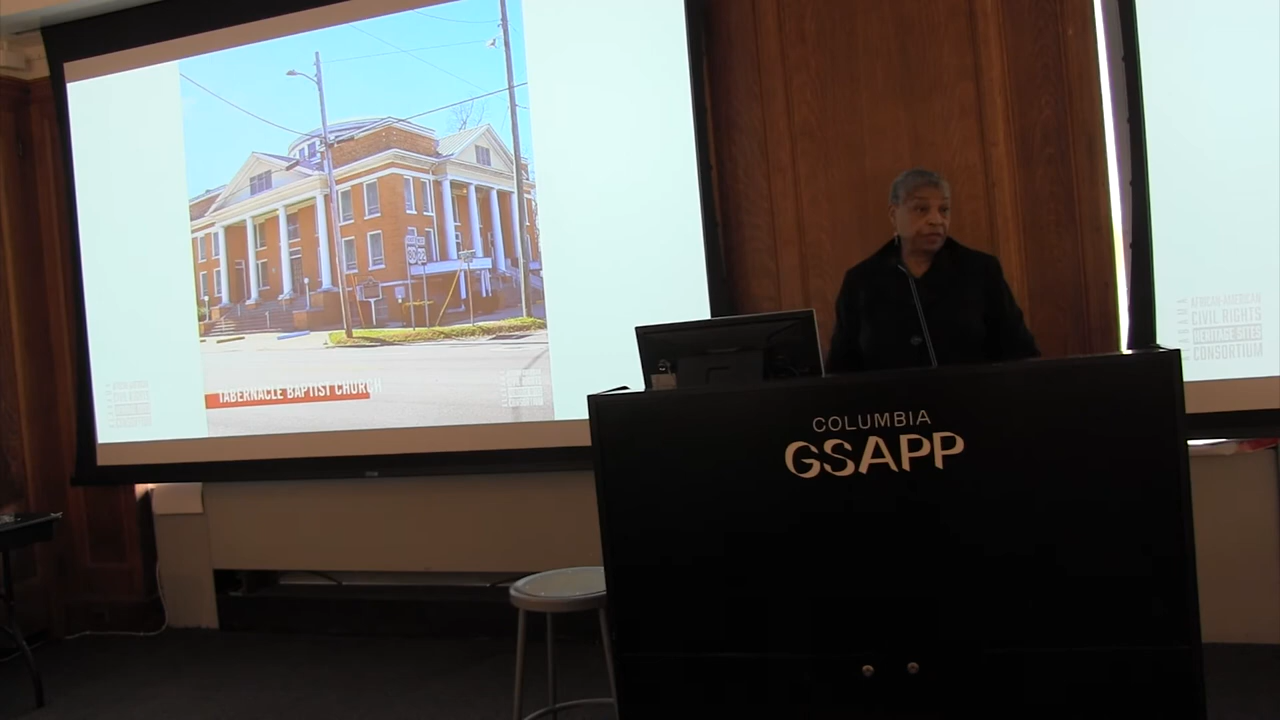 TABERNACLE BAPTIST CHURCH
COLUMBIA
GSAPP
AFRICAN-AMERICAN
CIVIL RIGHTS
HERITAGE SITES
CONSORTIUM